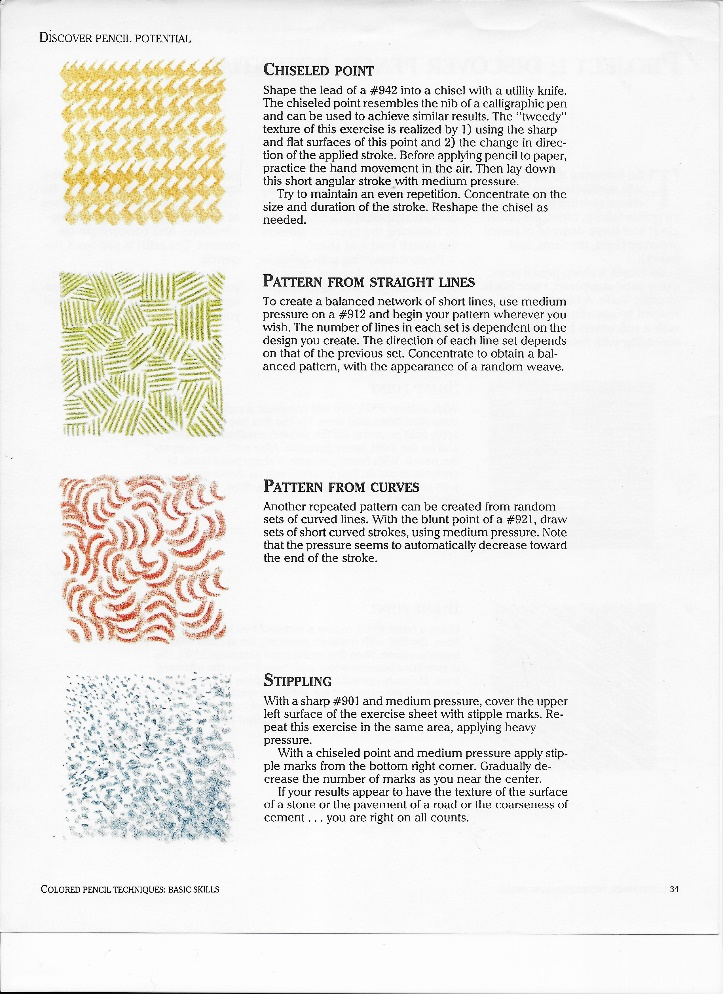 DISCOVER PENCIL POTENTIAL
CHISELED POINT
Shape the lead of a #942 into a chisel with a utility knife.
The chiseled point resembles the nib of a calligraphic pen
and can be used to achieve similar results. The "tweedy"
texture of this exercise is realized by 1) using the sharp
and flat surfaces of this point and 2) the change in direc-
tion of the applied stroke. Before applying pencil to paper,
practice the hand movement in the air. Then lay down
this short angular stroke with medium pressure.
Try to maintain an even repetition. Concentrate on the
size and duration of the stroke. Reshape the chisel as
needed.
PATTERN FROM STRAIGHT LINES
To create a balanced network of short lines, use medium
pressure on a #912 and begin your pattern wherever you
wish. The number of lines in each set is dependent on the
design you create. The direction of each line set depends
on that of the previous set. Concentrate to obtain a bal-
anced pattern, with the appearance of a random weave.
PATTERN FROM CURVES
Another repeated pattern can be created from random
sets of curved lines. With the blunt point of a #921, draw
sets of short curved strokes, using medium pressure. Note
that the pressure seems to automatically decrease toward
the end of the stroke.
STIPPLING
With a sharp #901 and medium pressure, cover the upper
left surface of the exercise sheet with stipple marks. Re-
peat this exercise in the same area, applying heavy
pressure.
With a chiseled point and medium pressure apply stip-
ple marks from the bottom right corner. Gradually de-
crease the number of marks as you near the center.
If your results appear to have the texture of the surface
of a stone or the pavement of a road or the coarseness of
cement . . . you are right on all counts.
COLORED PENCIL TECHNIQUES: BASIC SKILLS
31